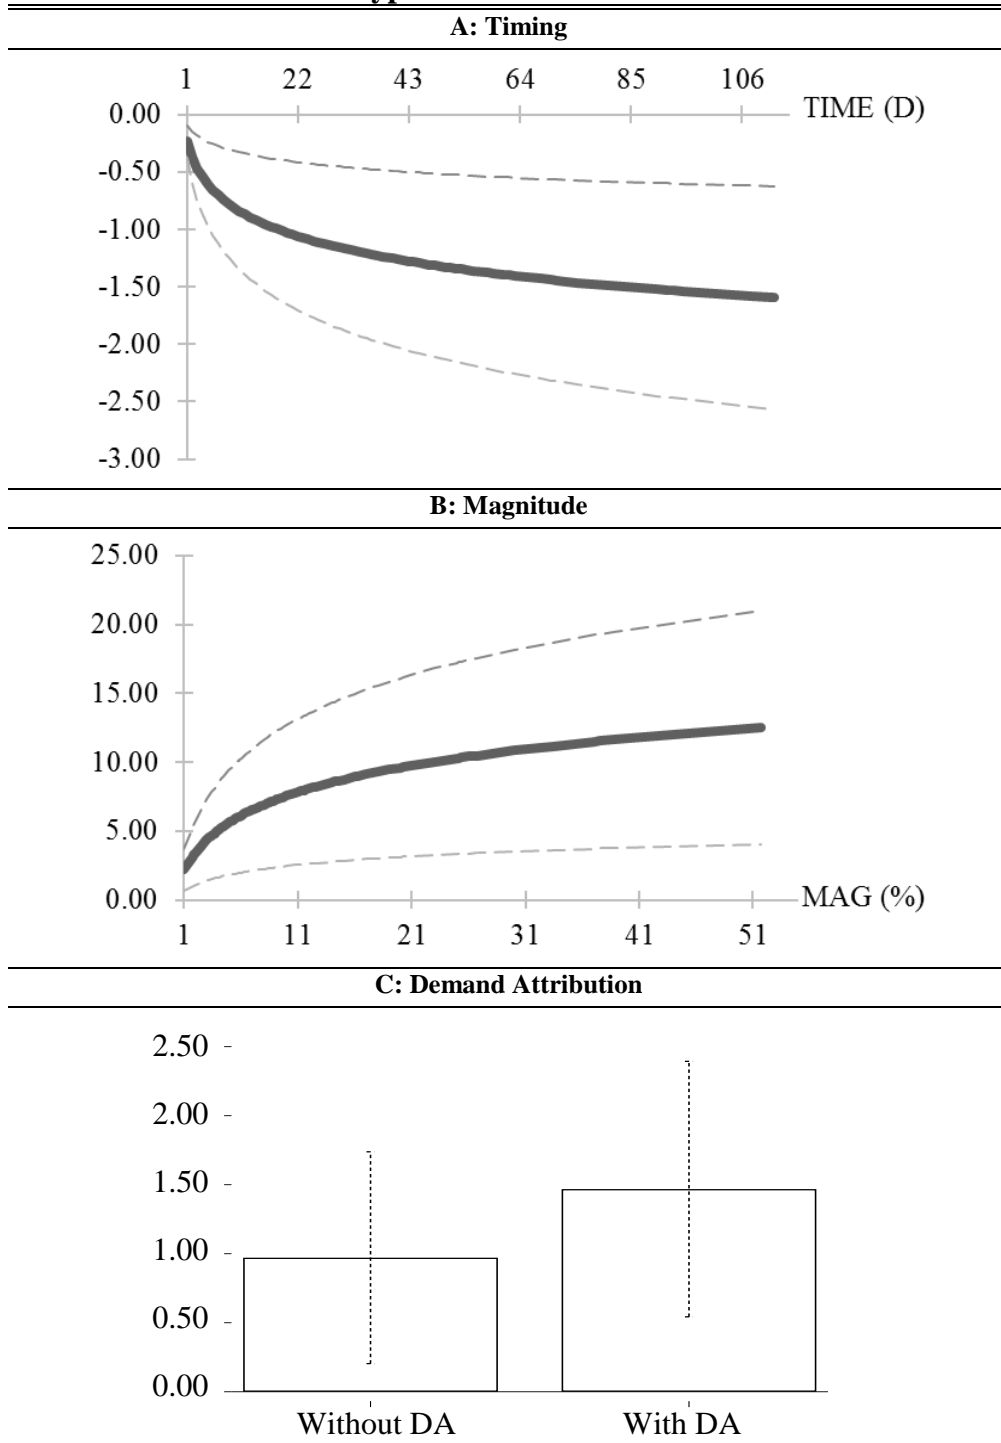 A: Timing
1 22 43 64 85 106
0.00 TIME (D)
-0.50
-1.00
-1.50
-2.00
-2.50
-3.00
B: Magnitude
25.00
20.00
15.00
10.00
5.00
0.00 MAG (%)
1 11 21 31 41 51
C: Demand Attribution
2.50
2.00
1.50
1.00
0.50
0.00
Without DA With DA